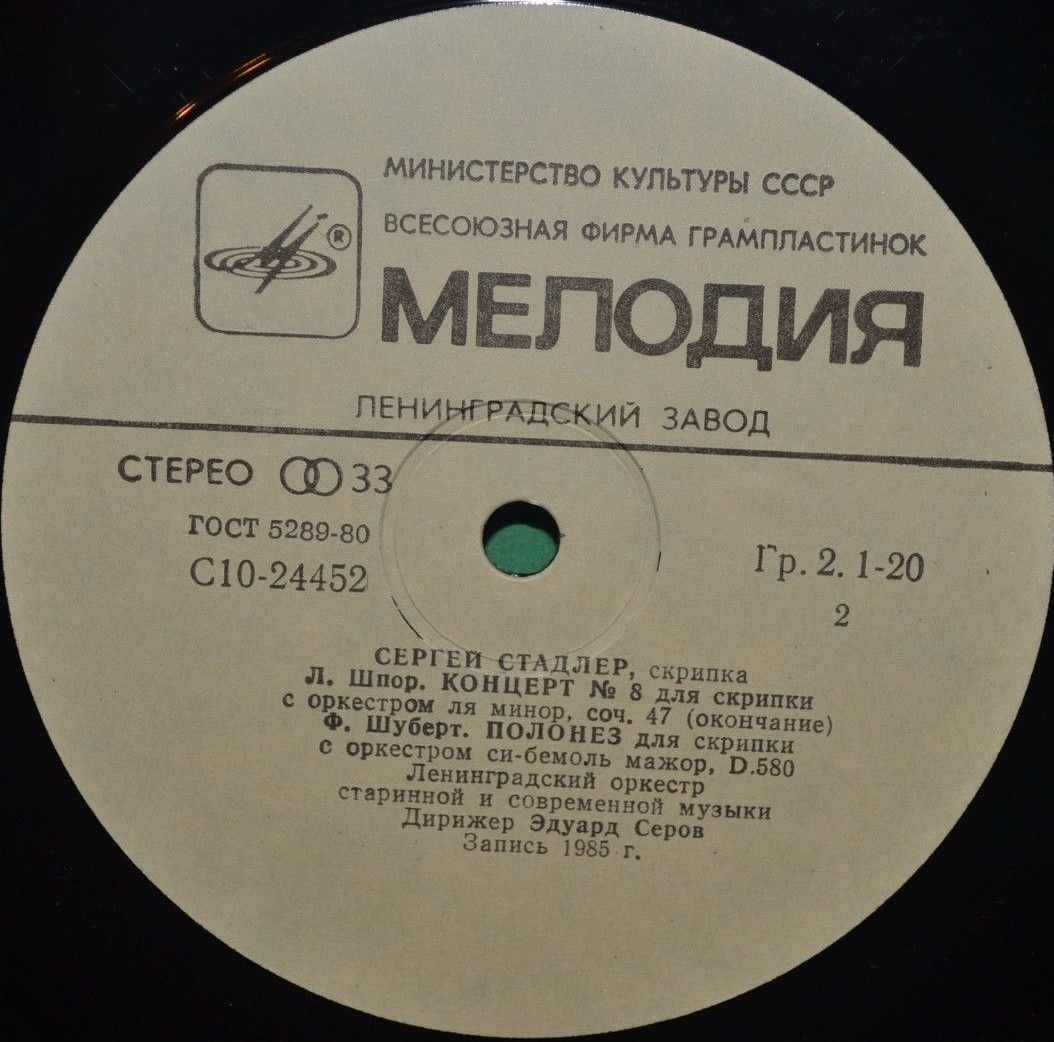 МИНИСТЕРСТВО КУЛЬТУРЫ СССР
ВСЕСОЮЗНАЯ ФИРМА ГРАМПЛАСТИНОК
®
МЕЛОДИЯ
ЛЕНИНГРАДСКИЙ ЗАВОД
СТЕРЕО 33
ГОСТ 5289-80
С10-24452
Гр. 2. 1-20
2
СЕРГЕЙ СТАДЛЕР, скрипка
Л. Шпор. КОНЦЕРТ № 8 для скрипки
с оркестром ля минор, соч. 47 (окончание)
Ф. Шуберт. ПОЛОНЕЗ для скрипки
с оркестром си-бемоль мажор, D.580
Ленинградский оркестр
старинной и современной музыки
Дирижер Эдуард Серов
Запись 1985 г.